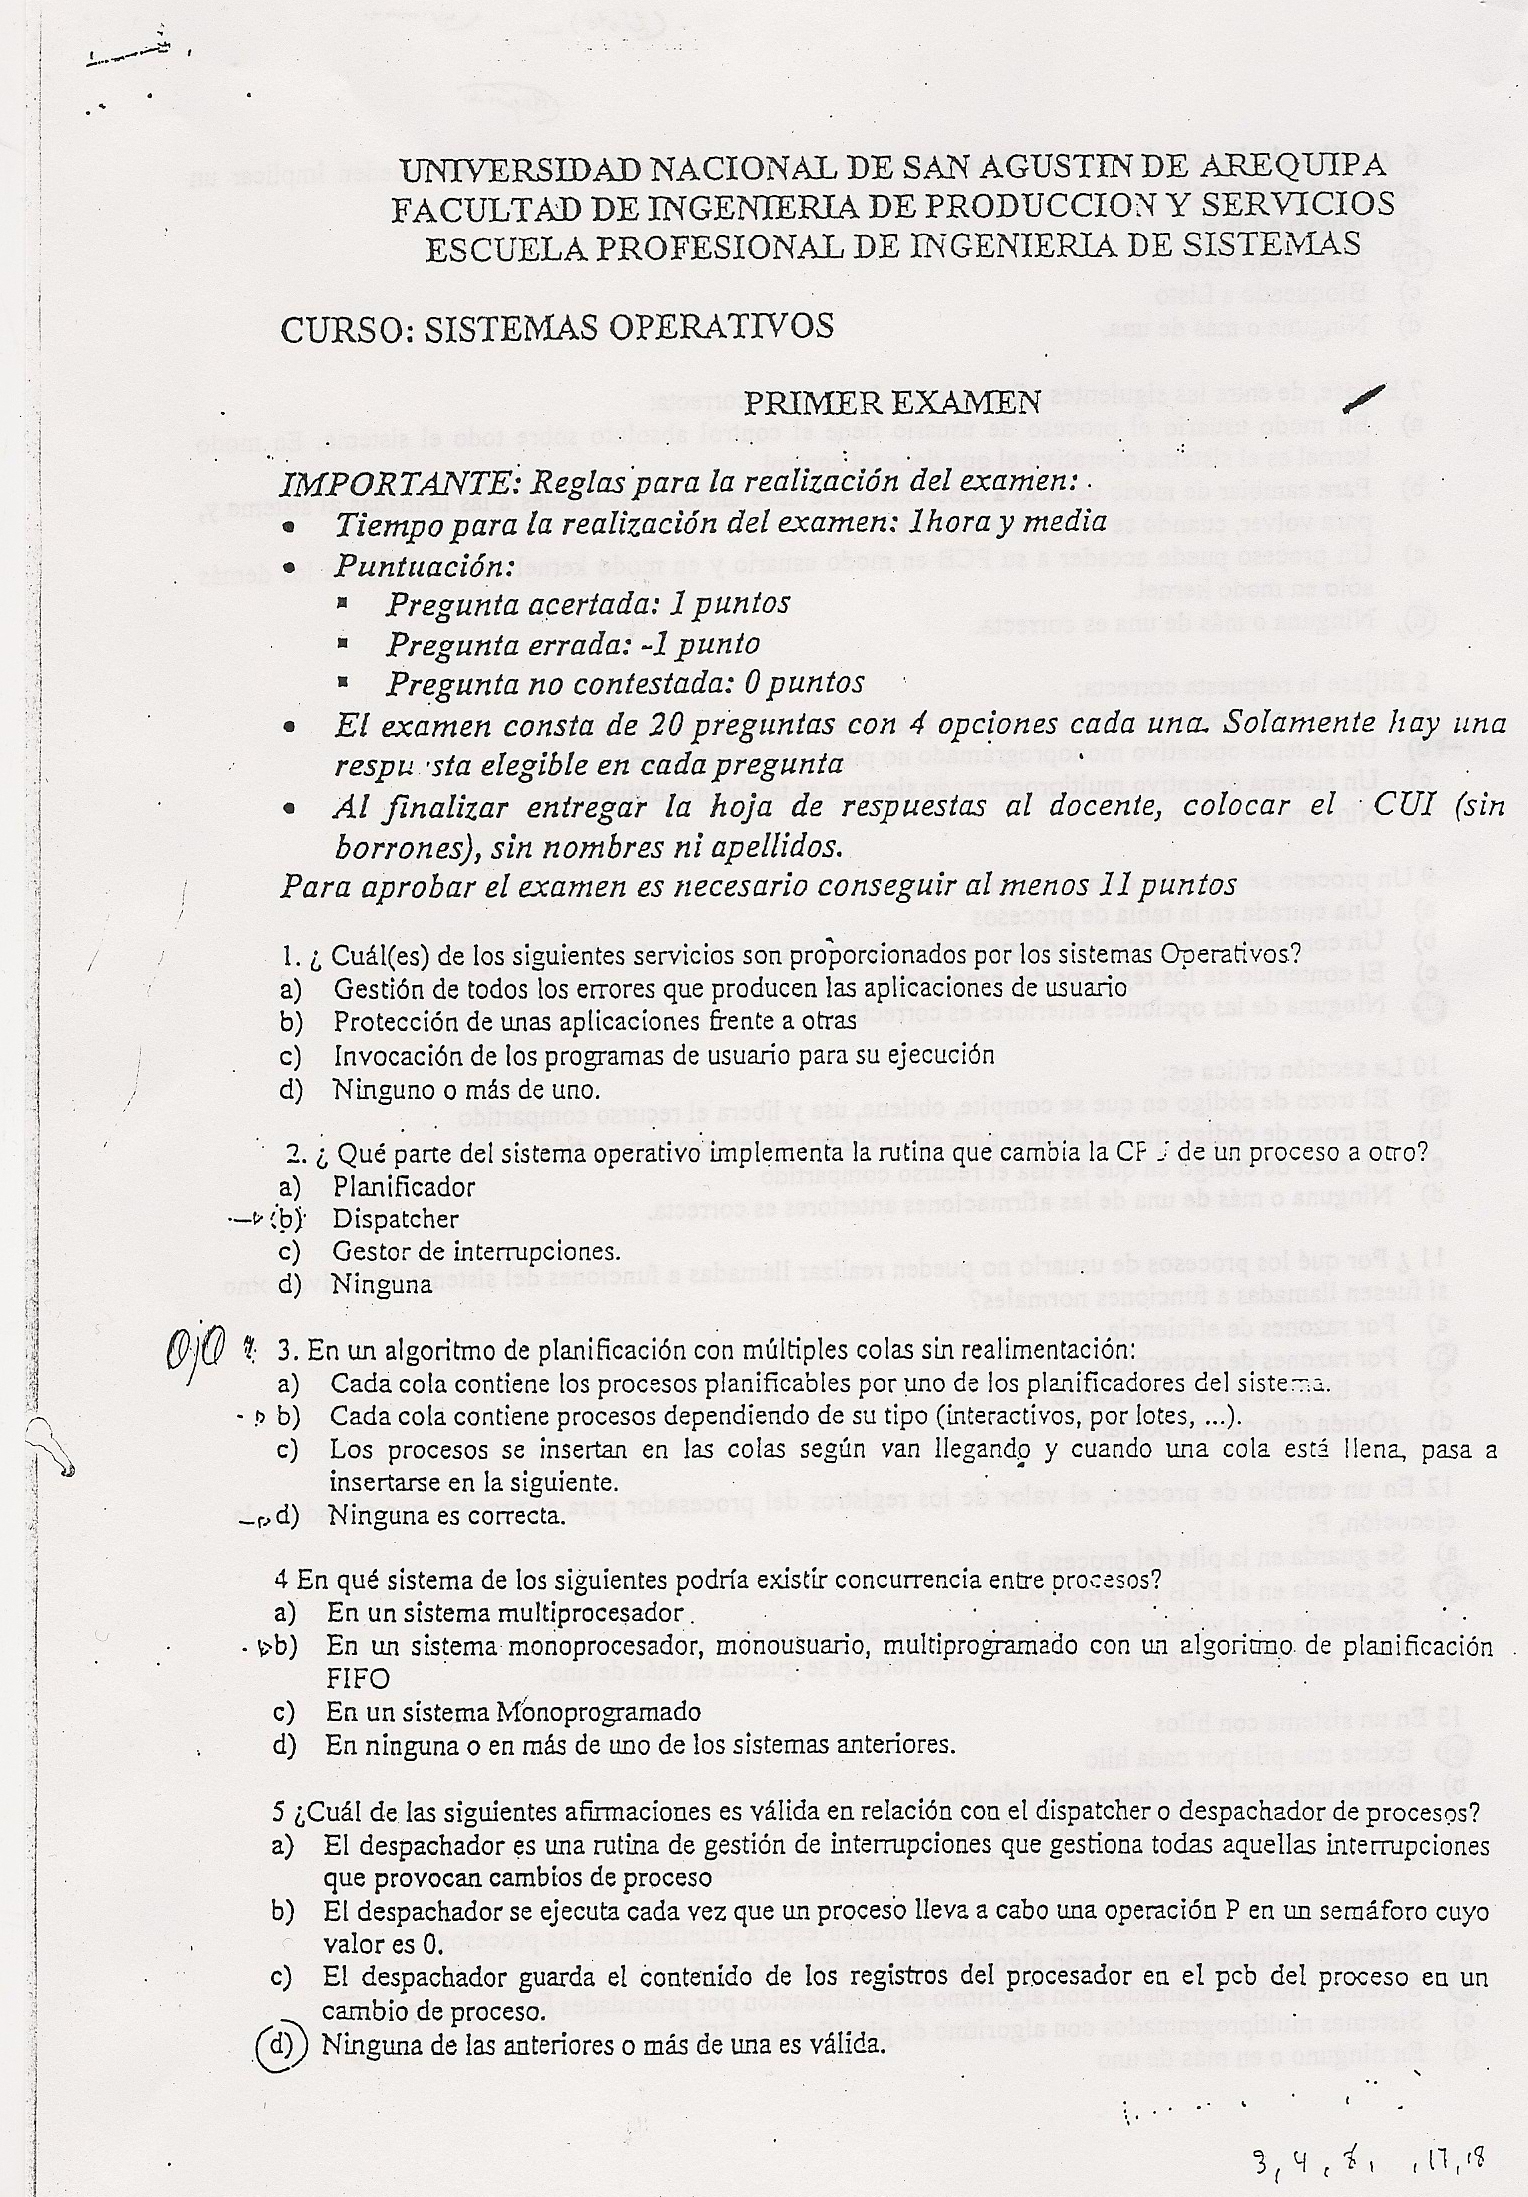 UNIVERSIDAD NACIONAL DE SAN AGUSTIN DE AREQUIPA
FACULTAD DE INGENIERIA DE PRODUCCION Y SERVICIOS
ESCUELA PROFESIONAL DE INGENIERIA DE SISTEMAS
CURSO: SISTEMAS OPERATIVOS
PRIMER EXAMEN
IMPORTANTE: Reglas para la realización del examen:
• Tiempo para la realización del examen: 1hora y media
• Puntuación:
▪ Pregunta acertada: 1 puntos
▪ Pregunta errada: -1 punto
▪ Pregunta no contestada: 0 puntos
• El examen consta de 20 preguntas con 4 opciones cada una. Solamente hay una
respu sta elegible en cada pregunta
• Al finalizar entregar la hoja de respuestas al docente, colocar el CUI (sin
borrones), sin nombres ni apellidos.
Para aprobar el examen es necesario conseguir al menos 11 puntos
1. ¿ Cuál(es) de los siguientes servicios son proporcionados por los sistemas Operativos?
a) Gestión de todos los errores que producen las aplicaciones de usuario
b) Protección de unas aplicaciones frente a otras
c) Invocación de los programas de usuario para su ejecución
d) Ninguno o más de uno.
2. ¿ Qué parte del sistema operativo implementa la rutina que cambia la CPU de un proceso a otro?
a) Planificador
b) Dispatcher
c) Gestor de interrupciones.
d) Ninguna
OjO 3. En un algoritmo de planificación con múltiples colas sin realimentación:
a) Cada cola contiene los procesos planificables por uno de los planificadores del sistema.
b) Cada cola contiene procesos dependiendo de su tipo (interactivos, por lotes, ...).
c) Los procesos se insertan en las colas según van llegando y cuando una cola está llena, pasa a
insertarse en la siguiente.
d) Ninguna es correcta.
4 En qué sistema de los siguientes podría existir concurrencia entre procesos?
a) En un sistema multiprocesador.
b) En un sistema monoprocesador, monousuario, multiprogramado con un algoritmo de planificación
FIFO
c) En un sistema Monoprogramado
d) En ninguna o en más de uno de los sistemas anteriores.
5 ¿Cuál de las siguientes afirmaciones es válida en relación con el dispatcher o despachador de procesos?
a) El despachador es una rutina de gestión de interrupciones que gestiona todas aquellas interrupciones
que provocan cambios de proceso
b) El despachador se ejecuta cada vez que un proceso lleva a cabo una operación P en un semáforo cuyo
valor es 0.
c) El despachador guarda el contenido de los registros del procesador en el pcb del proceso en un
cambio de proceso.
d) Ninguna de las anteriores o más de una es válida.
3, 4, 8, , 17, 18